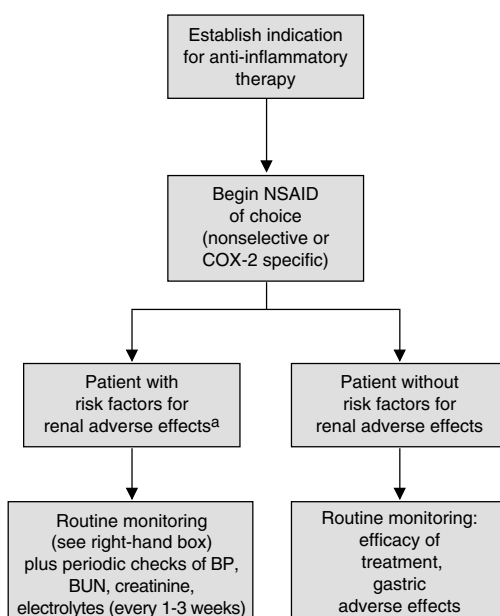 Establish indication
for anti-inflammatory
therapy
Begin NSAID
of choice
(nonselective or
COX-2 specific)
Patient with
risk factors for
renal adverse effectsa
Patient without
risk factors for
renal adverse effects
Routine monitoring
(see right-hand box)
plus periodic checks of BP,
BUN, creatinine,
electrolytes (every 1-3 weeks)
Routine monitoring:
efficacy of
treatment,
gastric
adverse effects